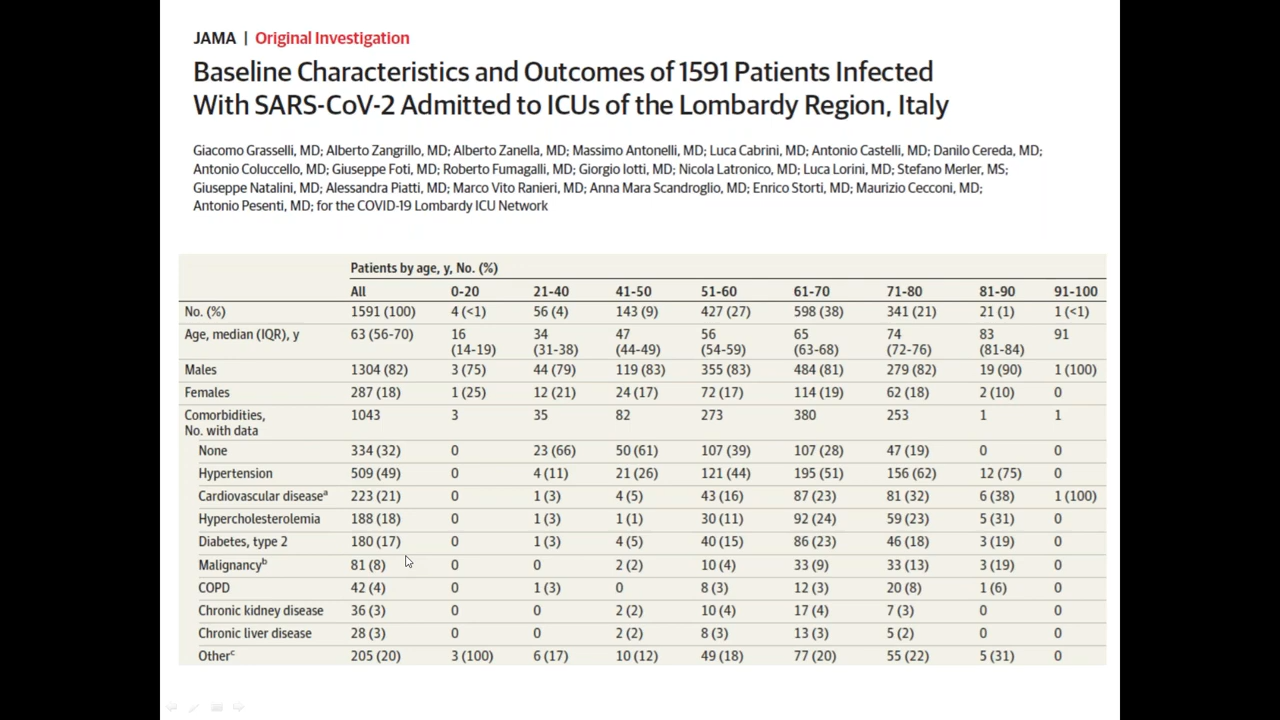 JAMA | Original Investigation
Baseline Characteristics and Outcomes of 1591 Patients Infected
With SARS-CoV-2 Admitted to ICUs of the Lombardy Region, Italy
Giacomo Grasselli, MD; Alberto Zangrillo, MD; Alberto Zanella, MD; Massimo Antonelli, MD; Luca Cabrini, MD; Antonio Castelli, MD; Danilo Cereda, MD;
Antonio Coluccello, MD; Giuseppe Foti, MD; Roberto Fumagalli, MD; Giorgio Iotti, MD; Nicola Latronico, MD; Luca Lorini, MD; Stefano Merler, MS;
Giuseppe Natalini, MD; Alessandra Piatti, MD; Marco Vito Ranieri, MD; Anna Mara Scandroglio, MD; Enrico Storti, MD; Maurizio Cecconi, MD;
Antonio Pesenti, MD; for the COVID-19 Lombardy ICU Network
Patients by age, y, No. (%)
All 0-20 21-40 41-50 51-60 61-70 71-80 81-90 91-100
No. (%) 1591 (100) 4 (<1) 56 (4) 143 (9) 427 (27) 598 (38) 341 (21) 21 (1) 1 (<1)
Age, median (IQR), y 63 (56-70) 16 34 47 56 65 74 83 91
(14-19) (31-38) (44-49) (54-59) (63-68) (72-76) (81-84)
Males 1304 (82) 3 (75) 44 (79) 119 (83) 355 (83) 484 (81) 279 (82) 19 (90) 1 (100)
Females 287 (18) 1 (25) 12 (21) 24 (17) 72 (17) 114 (19) 62 (18) 2 (10) 0
Comorbidities, 1043 3 35 82 273 380 253 1 1
No. with data
None 334 (32) 0 23 (66) 50 (61) 107 (39) 107 (28) 47 (19) 0 0
Hypertension 509 (49) 0 4 (11) 21 (26) 121 (44) 195 (51) 156 (62) 12 (75) 0
Cardiovascular diseaseᵃ 223 (21) 0 1 (3) 4 (5) 43 (16) 87 (23) 81 (32) 6 (38) 1 (100)
Hypercholesterolemia 188 (18) 0 1 (3) 1 (1) 30 (11) 92 (24) 59 (23) 5 (31) 0
Diabetes, type 2 180 (17) 0 1 (3) 4 (5) 40 (15) 86 (23) 46 (18) 3 (19) 0
Malignancyᵇ 81 (8) 0 0 2 (2) 10 (4) 33 (9) 33 (13) 3 (19) 0
COPD 42 (4) 0 1 (3) 0 8 (3) 12 (3) 20 (8) 1 (6) 0
Chronic kidney disease 36 (3) 0 0 2 (2) 10 (4) 17 (4) 7 (3) 0 0
Chronic liver disease 28 (3) 0 0 2 (2) 8 (3) 13 (3) 5 (2) 0 0
Otherᶜ 205 (20) 3 (100) 6 (17) 10 (12) 49 (18) 77 (20) 55 (22) 5 (31) 0